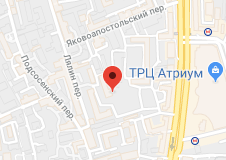 Яковоапостольский пер.
Лялин пер.
Подсосенский пер.
ТРЦ Атриум